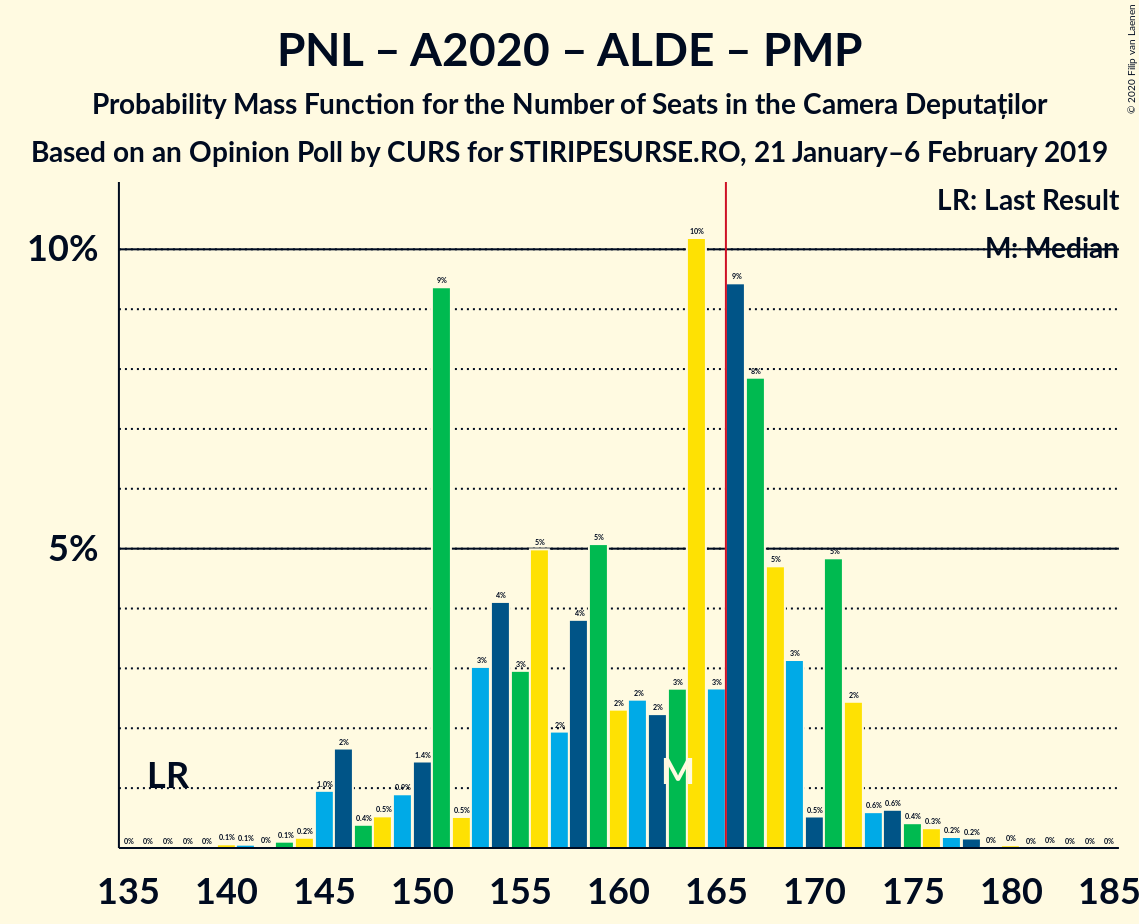 PNL – A2020 – ALDE – PMP
Probability Mass Function for the Number of Seats in the Camera Deputaților
Based on an Opinion Poll by CURS for STIRIPESURSE.RO, 21 January–6 February 2019
© 2020 Filip van Laenen
LR: Last Result
M: Median
10%
5%
0% 0% 0% 0% 0% 0.1% 0.1% 0% 0.1% 0.2% 1.0% 2% 0.4% 0.5% 0.9% 1.4% 9% 0.5% 3% 4% 3% 5% 2% 4% 5% 2% 2% 2% 3% 10% 3% 9% 8% 5% 3% 0.5% 5% 2% 0.6% 0.6% 0.4% 0.3% 0.2% 0.2% 0% 0% 0% 0% 0% 0% 0%
LR
M
135 140 145 150 155 160 165 170 175 180 185